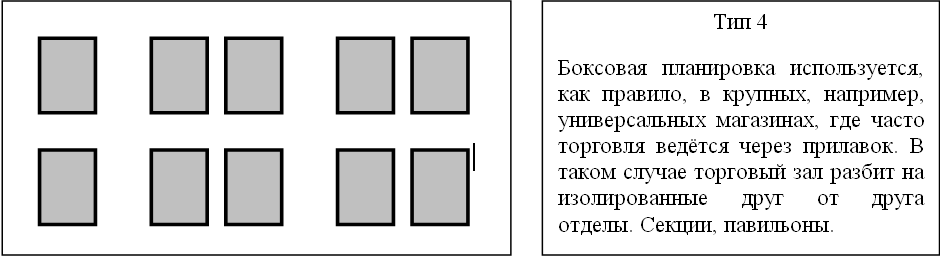 Тип 4
Боксовая планировка используется,
как правило, в крупных, например,
универсальных магазинах, где часто
торговля ведётся через прилавок. В
таком случае торговый зал разбит на
изолированные друг от друга
отделы. Секции, павильоны.